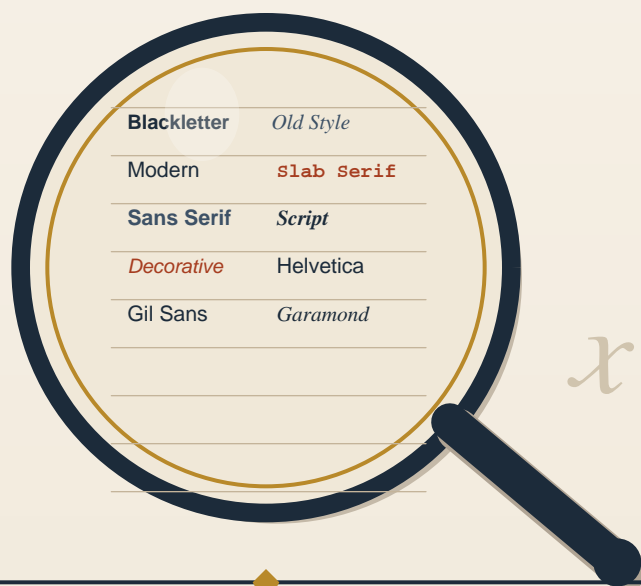 Blackletter Old Style
Modern Slab Serif
Sans Serif Script
Decorative Helvetica
Gil Sans Garamond
x